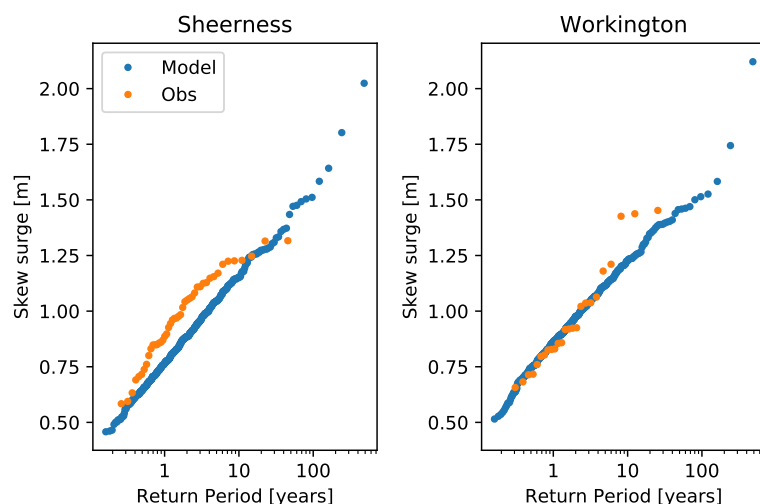 Sheerness
Skew surge [m]
2.00
1.75
1.50
1.25
1.00
0.75
0.50
Model
Obs
1
10
100
Return Period [years]
Workington
Skew surge [m]
2.00
1.75
1.50
1.25
1.00
0.75
0.50
1
10
100
Return Period [years]